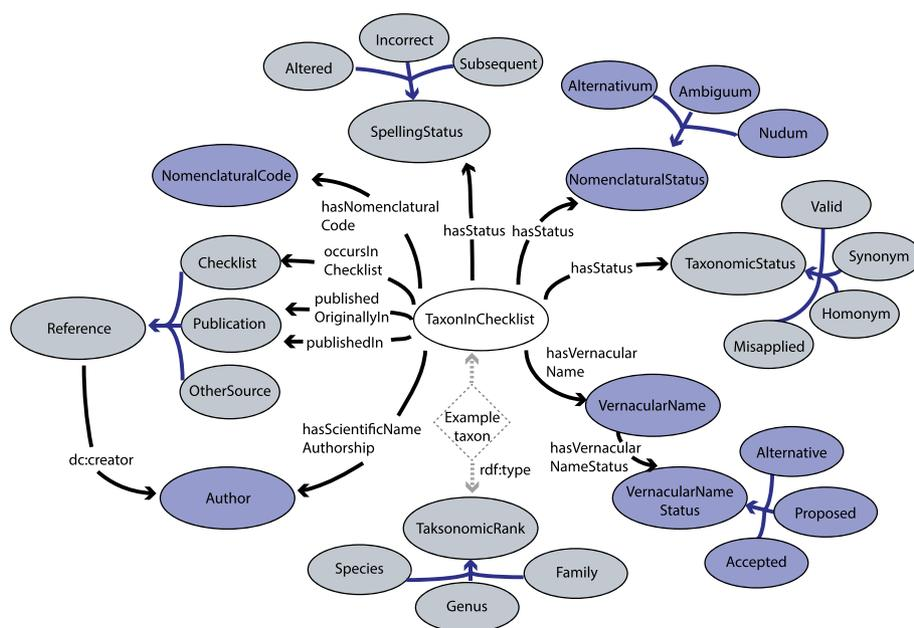 Incorrect
Altered
Subsequent
SpellingStatus
Alternativum
Ambiguum
Nudum
NomenclaturalStatus
NomenclaturalCode
hasNomenclatural
Code
hasStatus
hasStatus
Valid
Synonym
TaxonomicStatus
hasStatus
Homonym
Misapplied
occursIn
Checklist
Checklist
published
OriginallyIn
Publication
publishedIn
Reference
OtherSource
TaxonInChecklist
hasVernacular
Name
VernacularName
Example
taxon
hasScientificName
Authorship
hasVernacular
NameStatus
Alternative
dc:creator
rdf:type
Author
VernacularName
Status
Proposed
Accepted
TaksonomicRank
Species
Family
Genus